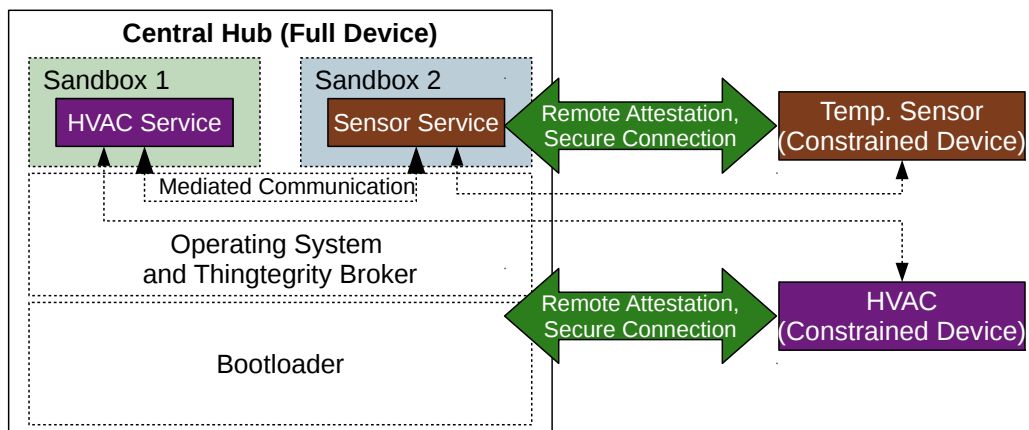 Central Hub (Full Device)
Sandbox 1
HVAC Service
Sandbox 2
Sensor Service
Remote Attestation,
Secure Connection
Temp. Sensor
(Constrained Device)
Mediated Communication
Operating System
and Thingtegrity Broker
Remote Attestation,
Secure Connection
HVAC
(Constrained Device)
Bootloader